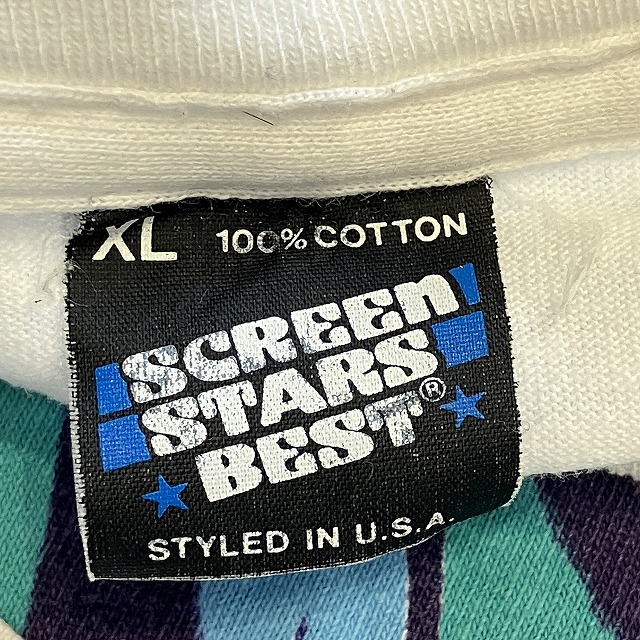 XL 100% COTTON
SCREEN
STARS
BEST®
STYLED IN U.S.A.